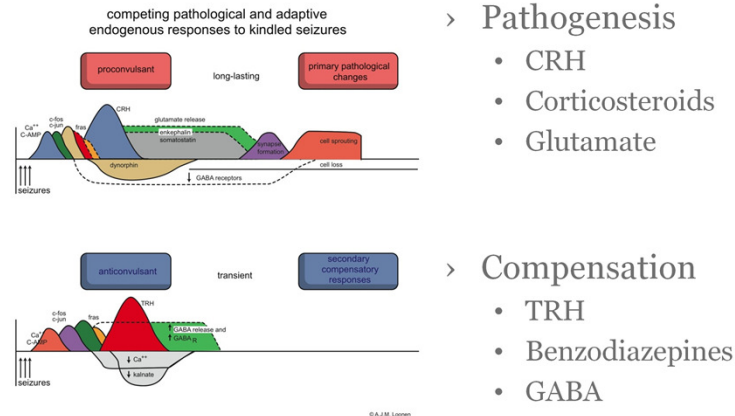 competing pathological and adaptive
endogenous responses to kindled seizures
proconvulsant
long-lasting
primary pathological
changes
Ca++
C-AMP
c-fos
c-jun
fras
CRH
glutamate release
enkephalin
somatostatin
synapse
formation
cell sprouting
dynorphin
cell loss
↓ GABA receptors
seizures
anticonvulsant
transient
secondary
compensatory
responses
Ca++
C-AMP
c-fos
c-jun
fras
TRH
↑ GABA release and
↑ GABA R
↓ Ca++
↓ kainate
seizures
© A.J.M. Loonen
› Pathogenesis
• CRH
• Corticosteroids
• Glutamate
› Compensation
• TRH
• Benzodiazepines
• GABA